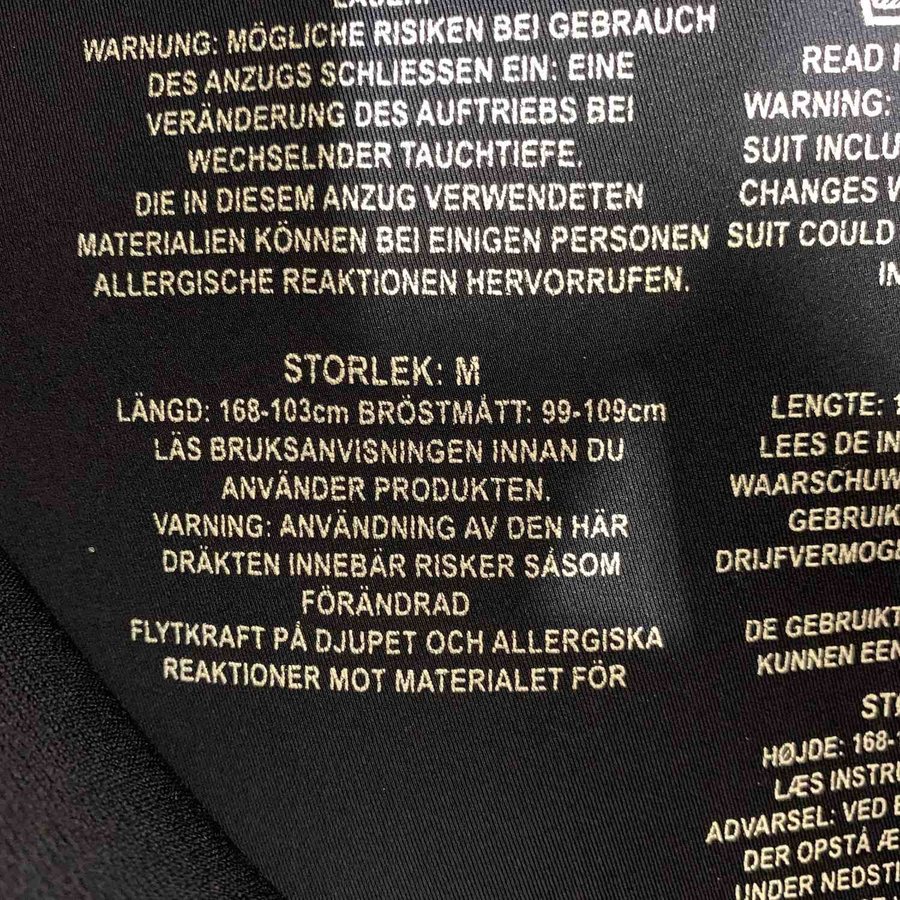 WARNUNG: MÖGLICHE RISIKEN BEI GEBRAUCH
DES ANZUGS SCHLIESSEN EIN: EINE
VERÄNDERUNG DES AUFTRIEBS BEI
WECHSELNDER TAUCHTIEFE.
DIE IN DIESEM ANZUG VERWENDETEN
MATERIALIEN KÖNNEN BEI EINIGEN PERSONEN
ALLERGISCHE REAKTIONEN HERVORRUFEN.
STORLEK: M
LÄNGD: 168-103cm BRÖSTMÅTT: 99-109cm
LÄS BRUKSANVISNINGEN INNAN DU
ANVÄNDER PRODUKTEN.
VARNING: ANVÄNDNING AV DEN HÄR
DRÄKTEN INNEBÄR RISKER SÅSOM
FÖRÄNDRAD
FLYTKRAFT PÅ DJUPET OCH ALLERGISKA
REAKTIONER MOT MATERIALET FÖR
READ
WARNING:
SUIT INCLU
CHANGES
SUIT COULD
LENGTE:
LEES DE IN
WAARSCHUW
GEBRUIK
DRIJFVERMOGE
DE GEBRUIKT
KUNNEN EEN
STØ
HØJDE: 168-
LÆS INSTRU
ADVARSEL: VED
DER OPSTÅ Æ
UNDER NEDSTI